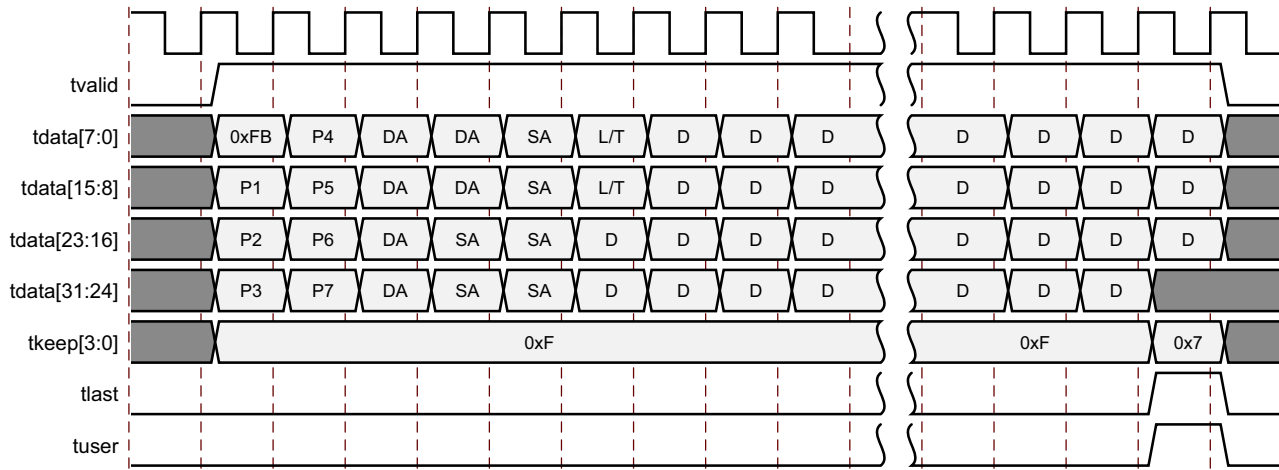 tvalid
tdata[7:0] 0xFB P4 DA DA SA L/T D D D D D D D
tdata[15:8] P1 P5 DA DA SA L/T D D D D D D D
tdata[23:16] P2 P6 DA SA SA D D D D D D D D
tdata[31:24] P3 P7 DA SA SA D D D D D D D
tkeep[3:0] 0xF 0xF 0x7
tlast
tuser